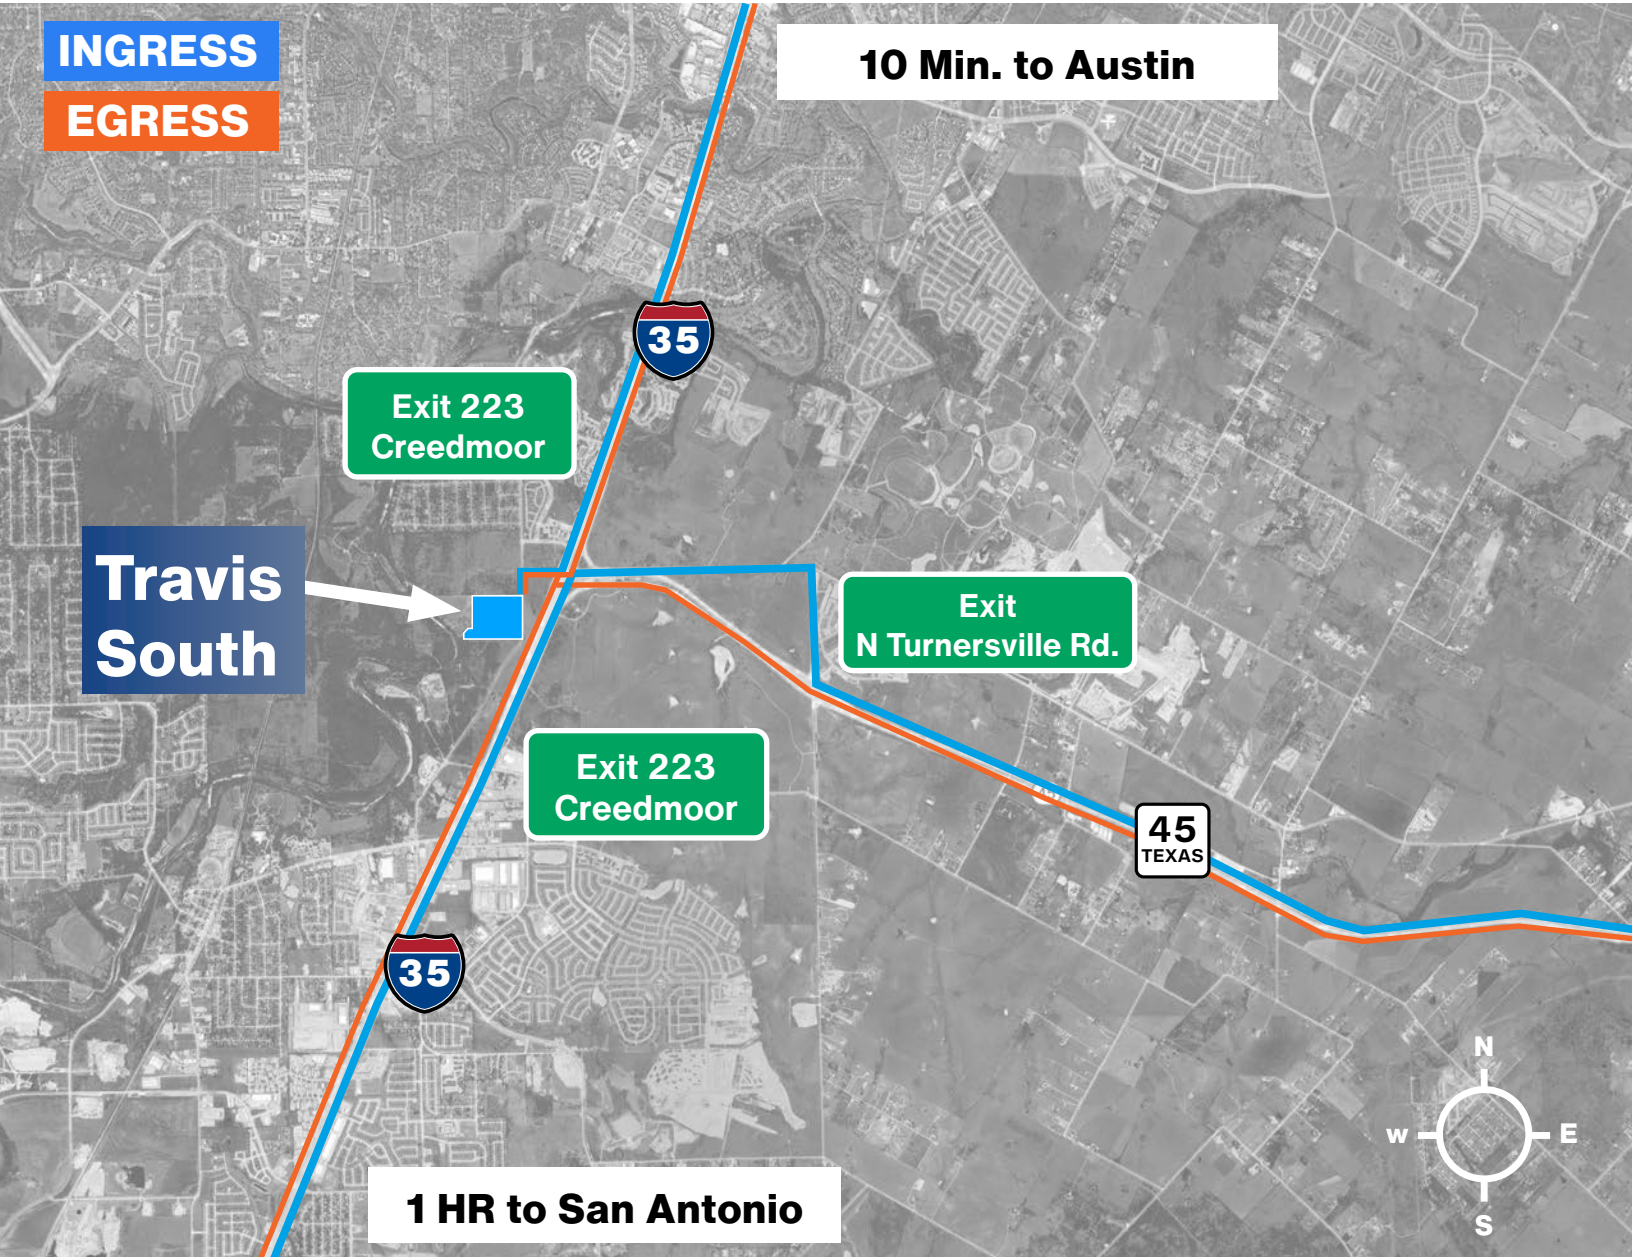 INGRESS
EGRESS
10 Min. to Austin
35
Exit 223
Creedmoor
Travis
South
Exit
N Turnersville Rd.
Exit 223
Creedmoor
45
TEXAS
35
N
W
E
S
1 HR to San Antonio